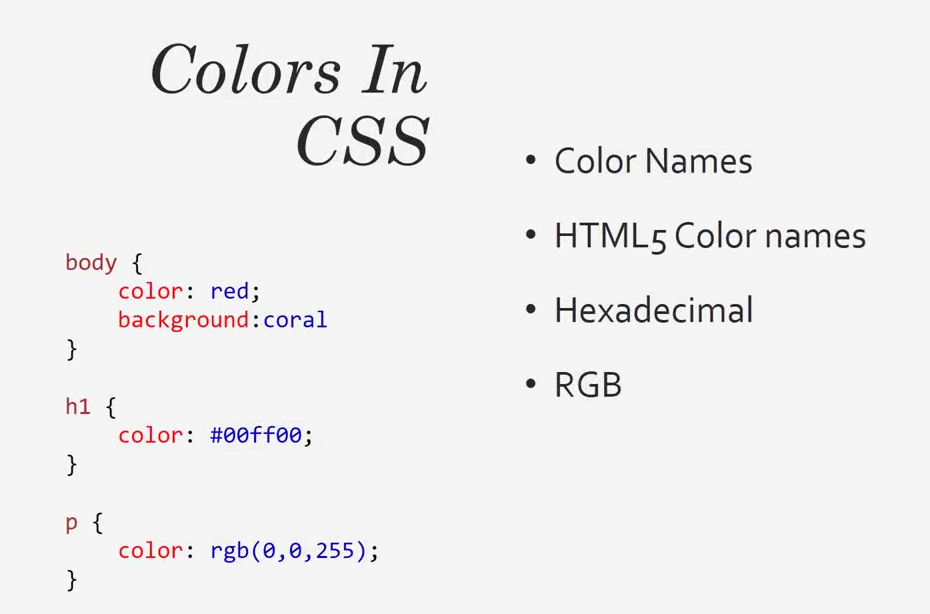 Colors In
CSS
body {
    color: red;
    background:coral
}
h1 {
    color: #00ff00;
}
p {
    color: rgb(0,0,255);
}
• Color Names
• HTML5 Color names
• Hexadecimal
• RGB